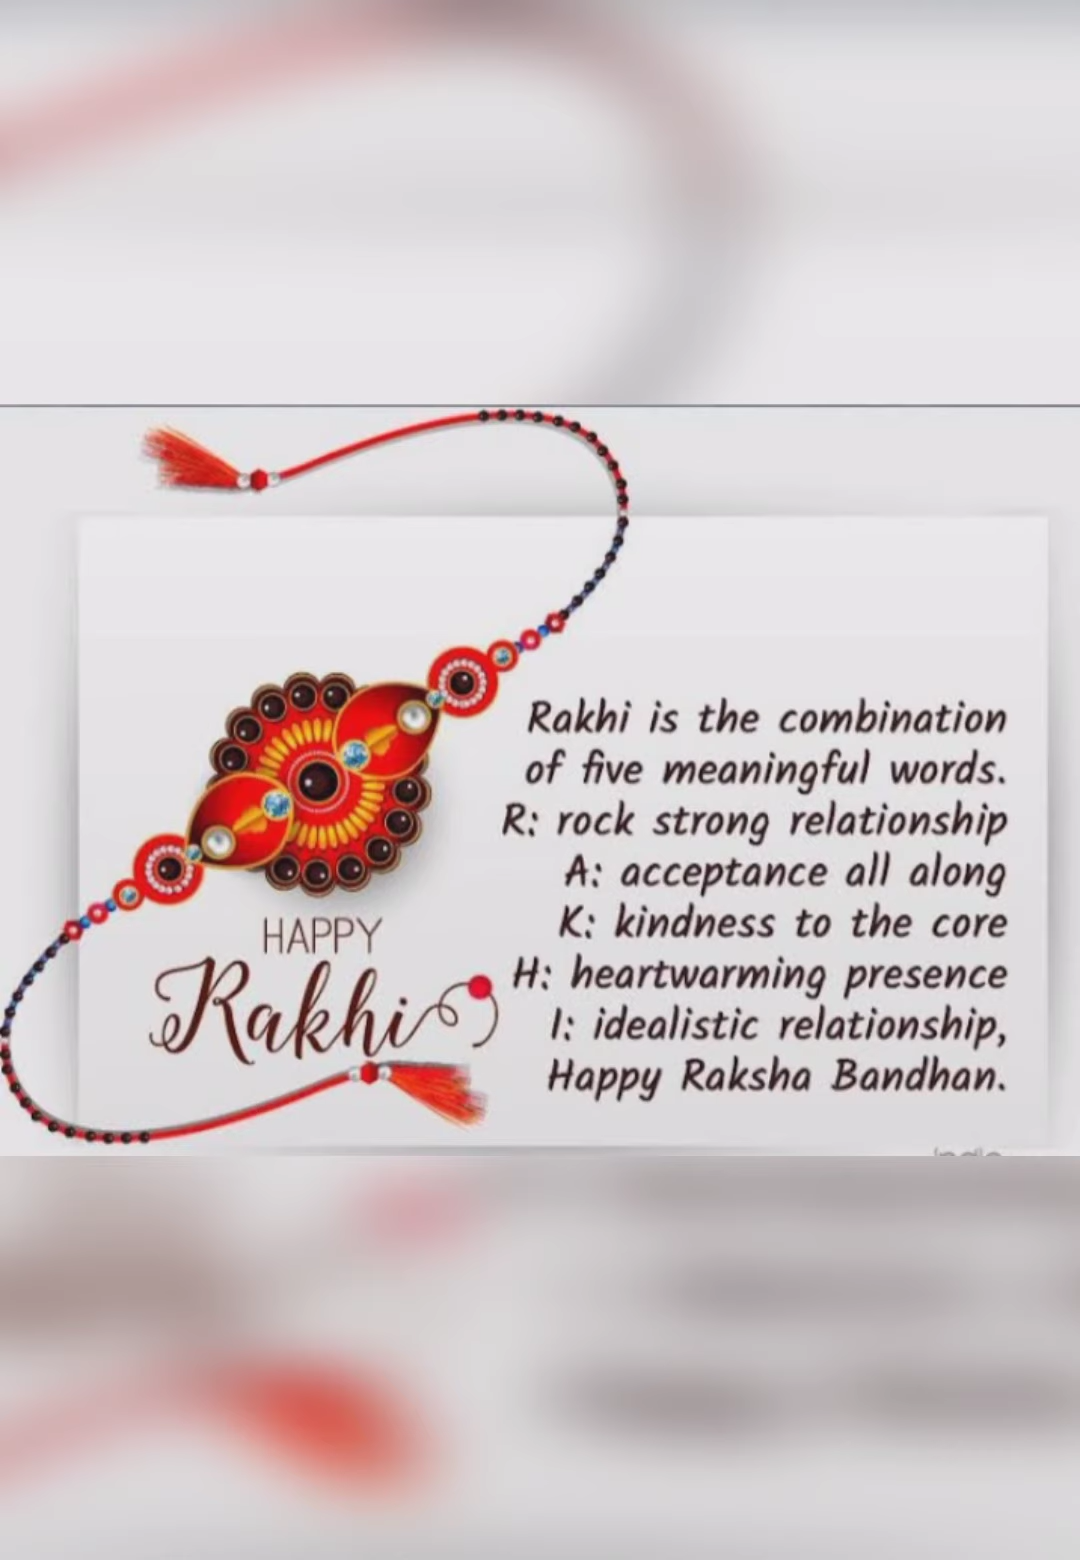 HAPPY
Rakhi
Rakhi is the combination
of five meaningful words.
R: rock strong relationship
A: acceptance all along
K: kindness to the core
H: heartwarming presence
I: idealistic relationship,
Happy Raksha Bandhan.